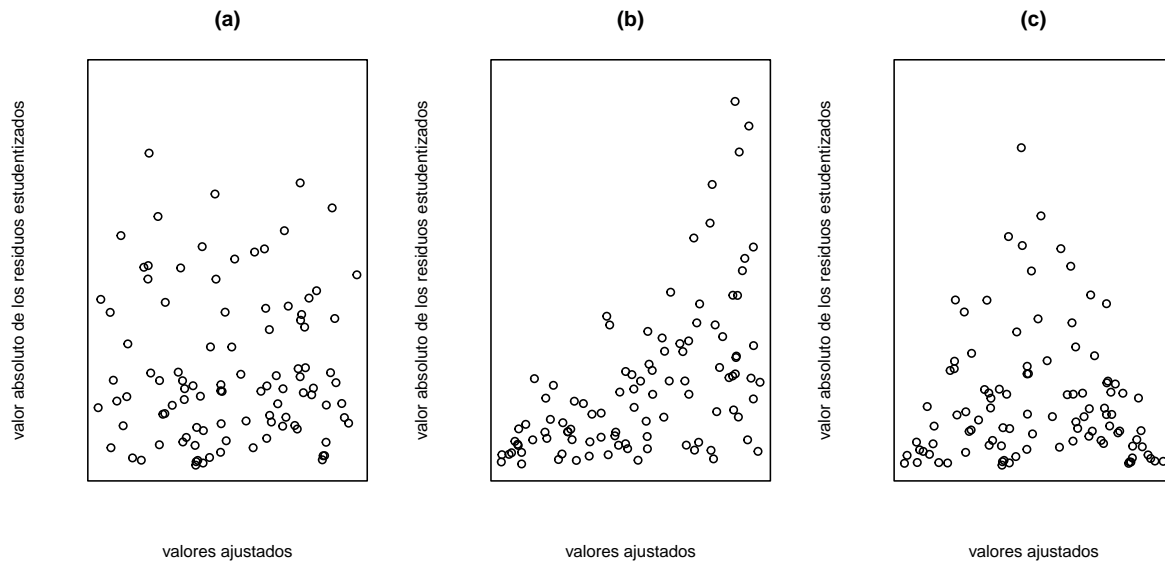 (a)
valor absoluto de los residuos estudentizados
valores ajustados
(b)
valor absoluto de los residuos estudentizados
valores ajustados
(c)
valor absoluto de los residuos estudentizados
valores ajustados